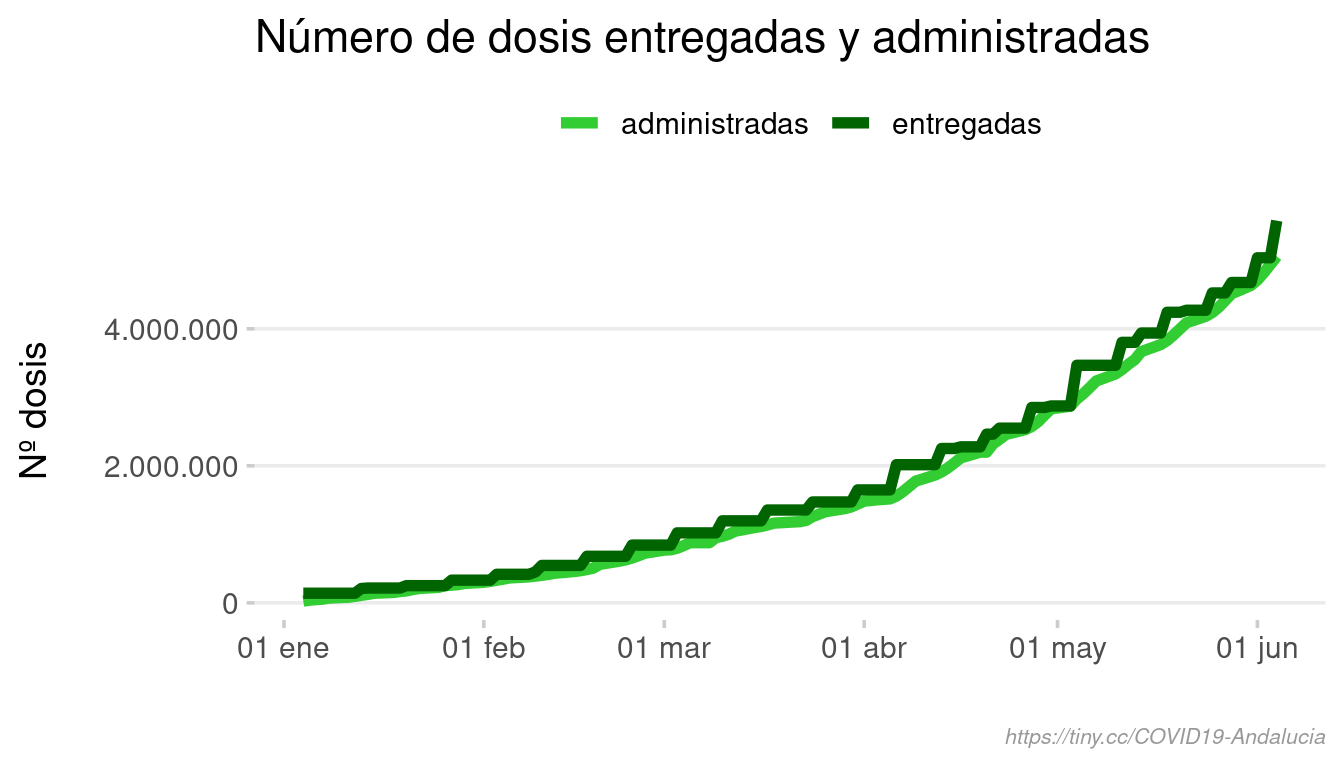 Número de dosis entregadas y administradas
administradas entregadas
Nº dosis
4.000.000
2.000.000
0
01 ene 01 feb 01 mar 01 abr 01 may 01 jun
https://tiny.cc/COVID19-Andalucia